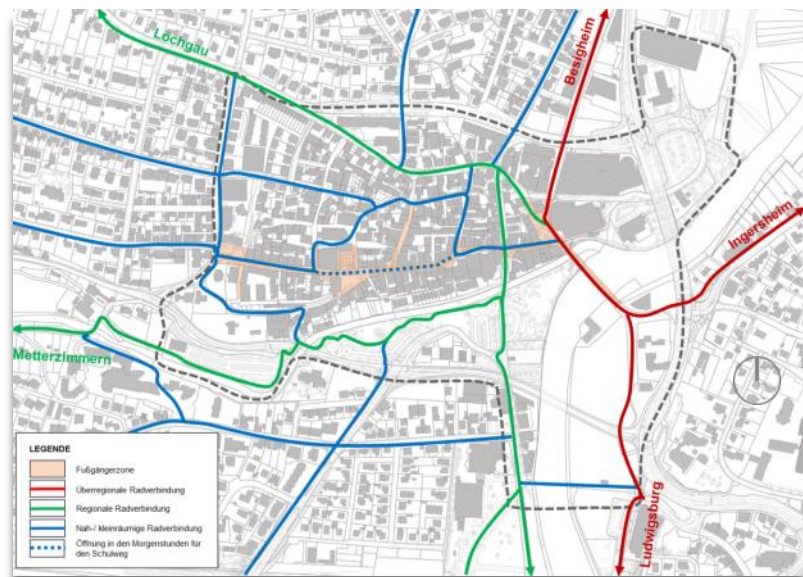 Löchgau
Besigheim
Ingersheim
Metterzimmern
Ludwigsburg
LEGENDE
Fußgängerzone
Überregionale Radverbindung
Regionale Radverbindung
Nah-/ kleinräumige Radverbindung
Öffnung in den Morgenstunden für
den Schulweg